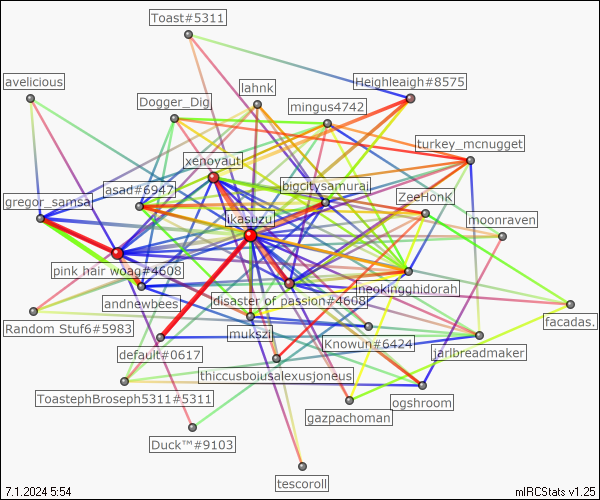 Toast#5311
avelicious
Heighleaigh#8575
lahnk
Dogger_Dig
mingus4742
turkey_mcnugget
xenoyaut
bigcitysamurai
asad#6947
ZeeHonK
gregor_samsa
ikasuzu
moonraven
pink hair woag#4608
neokingghidorah
andrewbees
disaster of passion#4608
facadas.
Random Stuf6#5983
mukszi
Knowun#6424
default#0617
jarlbreadmaker
thiccusboiusalexusjoneus
ToastephBroseph5311#5311
ogshroom
gazpachoman
Duck™#9103
tescoroll
7.1.2024 5:54
mIRCStats v1.25